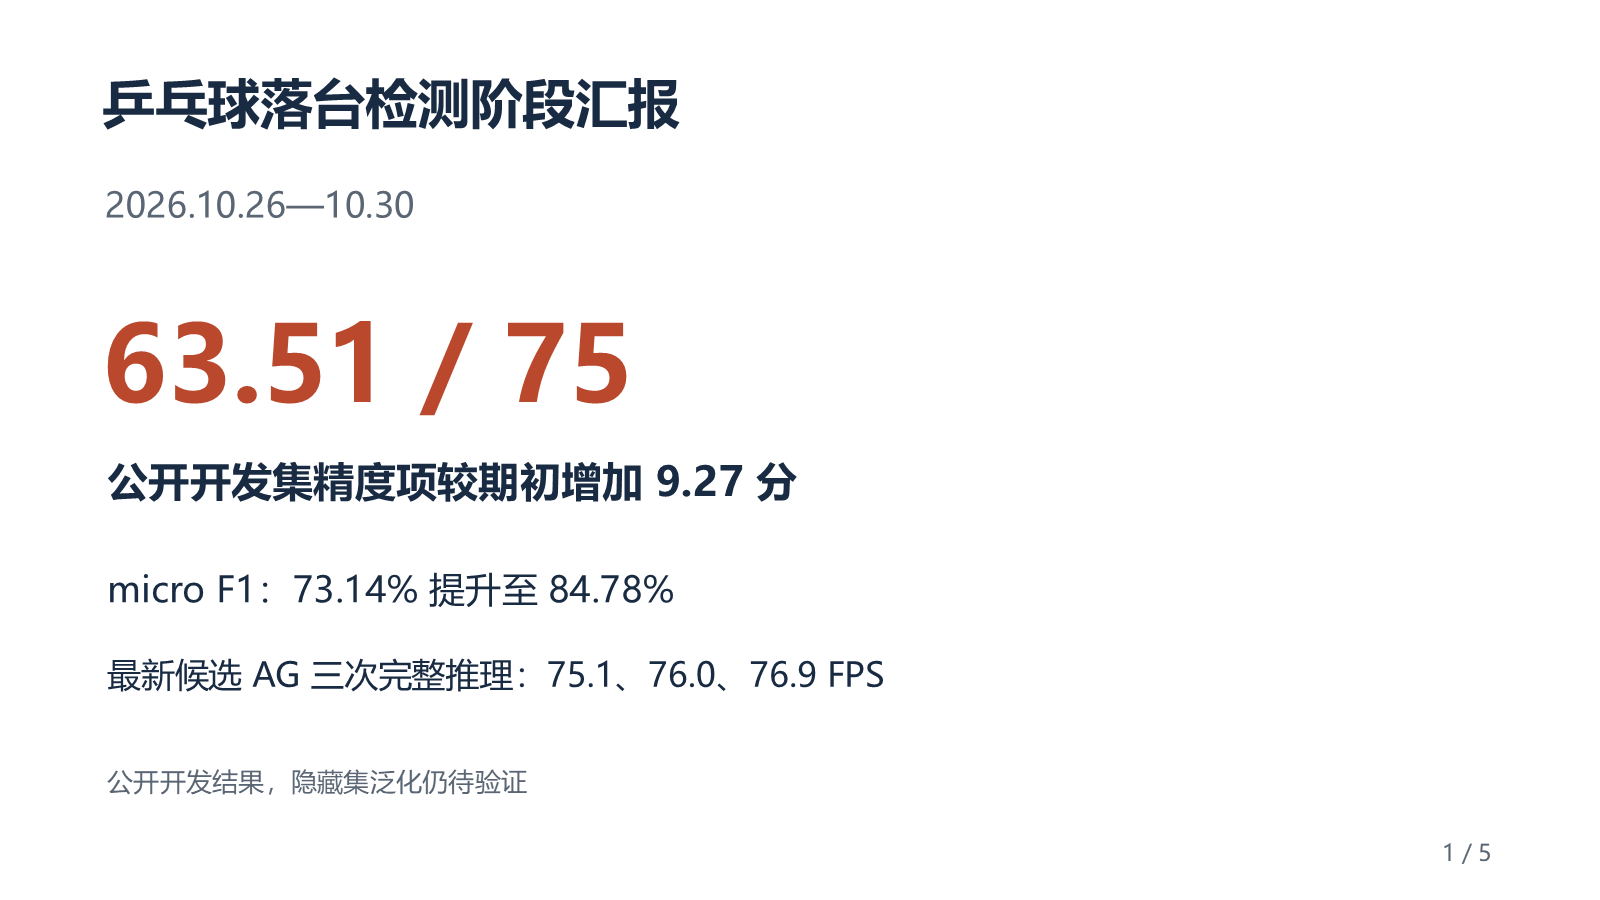 乒乓球落台检测阶段汇报
2026.10.26—10.30
63.51 / 75
公开开发集精度项较期初增加 9.27 分
micro F1：73.14% 提升至 84.78%
最新候选 AG 三次完整推理：75.1、76.0、76.9 FPS
公开开发结果，隐藏集泛化仍待验证
1 / 5